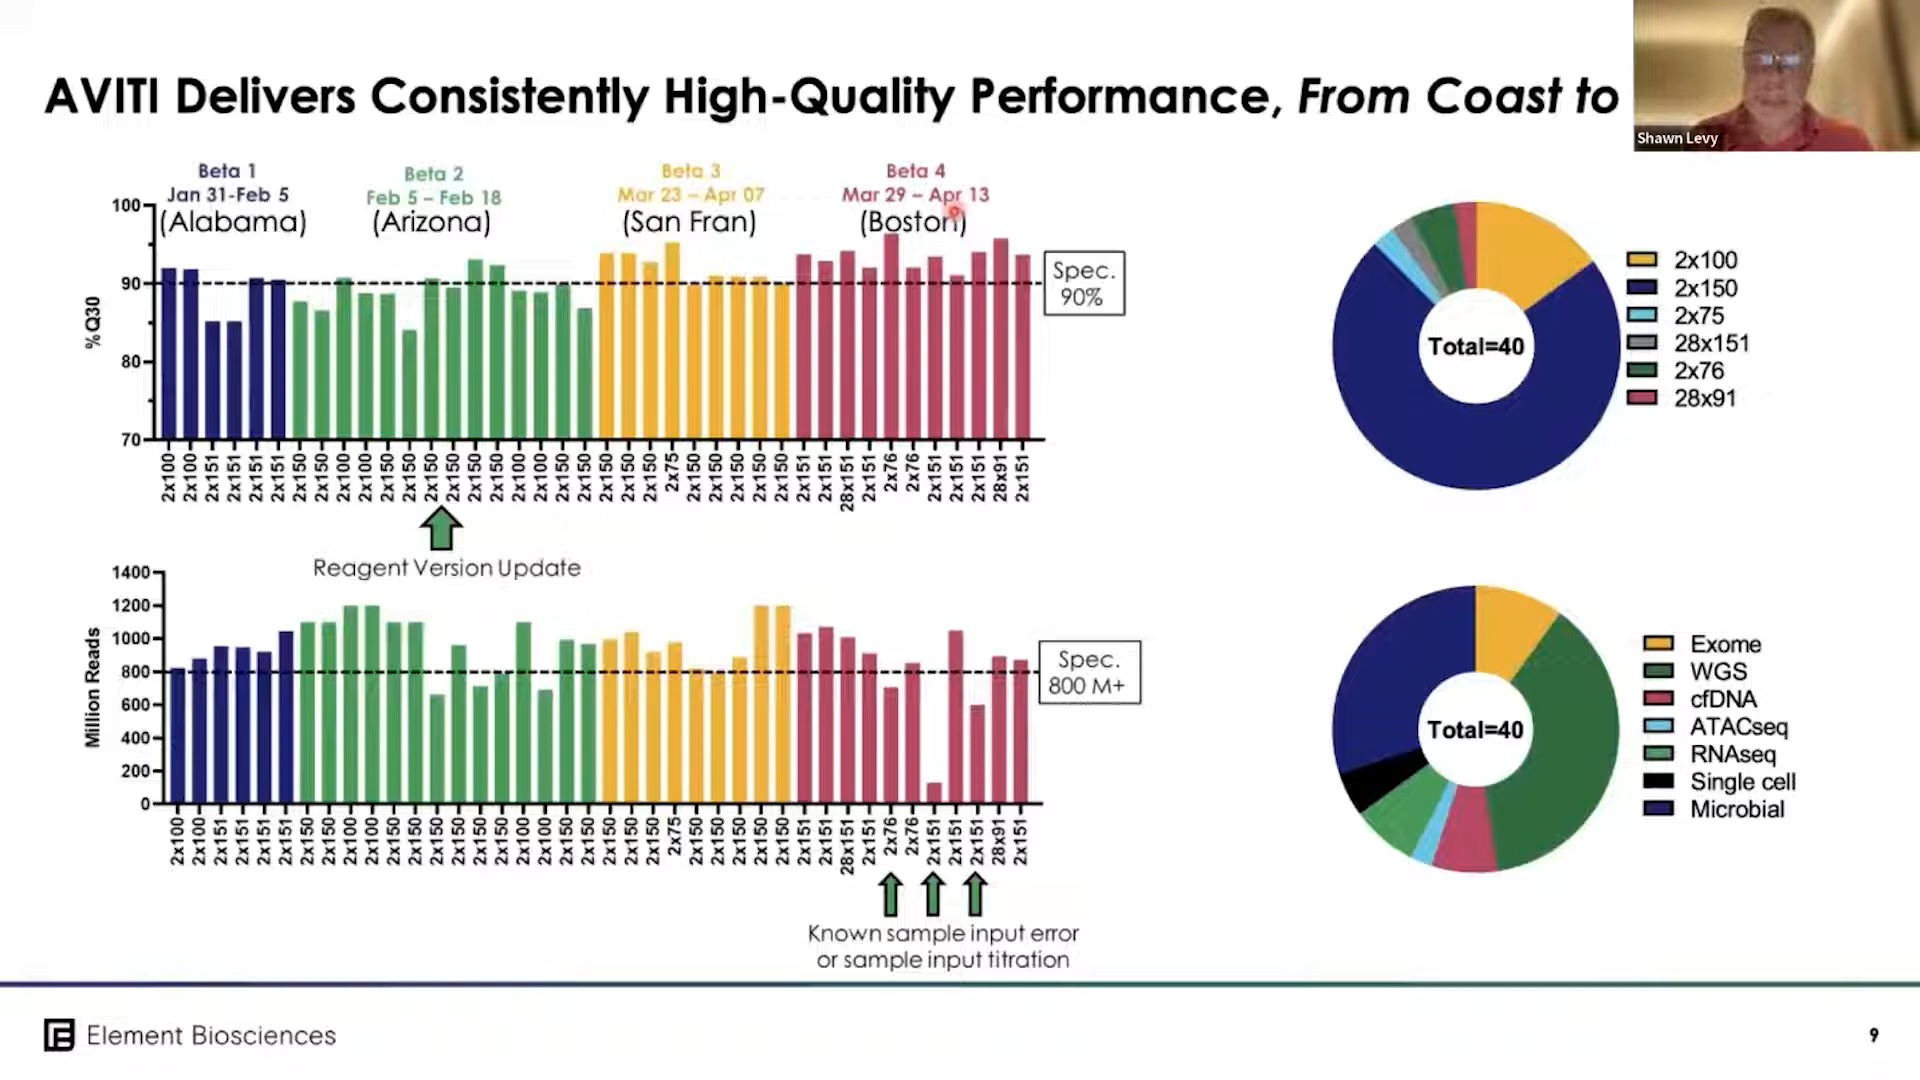 AVITI Delivers Consistently High-Quality Performance, From Coast to
Shawn Levy
Beta 1
Jan 31-Feb 5
(Alabama)
Beta 2
Feb 5 – Feb 18
(Arizona)
Beta 3
Mar 23 – Apr 07
(San Fran)
Beta 4
Mar 29 – Apr 13
(Boston)
%Q30
100
90
80
70
Spec.
90%
2x100
2x100
2x151
2x151
2x151
2x151
2x150
2x150
2x100
2x100
2x150
2x150
2x150
2x150
2x150
2x150
2x100
2x100
2x150
2x150
2x100
2x150
2x150
2x75
2x150
2x150
2x150
2x150
2x150
2x151
2x151
28x151
2x151
2x76
2x76
2x151
2x151
2x151
28x91
2x151
Reagent Version Update
Million Reads
1400
1200
1000
800
600
400
200
0
Spec.
800 M+
2x100
2x100
2x151
2x151
2x151
2x151
2x150
2x150
2x100
2x100
2x150
2x150
2x150
2x150
2x150
2x150
2x100
2x100
2x150
2x150
2x100
2x150
2x150
2x75
2x150
2x150
2x150
2x150
2x150
2x151
2x151
28x151
2x151
2x76
2x76
2x151
2x151
2x151
28x91
2x151
Known sample input error
or sample input titration
Total=40
2x100
2x150
2x75
28x151
2x76
28x91
Total=40
Exome
WGS
cfDNA
ATACseq
RNAseq
Single cell
Microbial
Element Biosciences
9